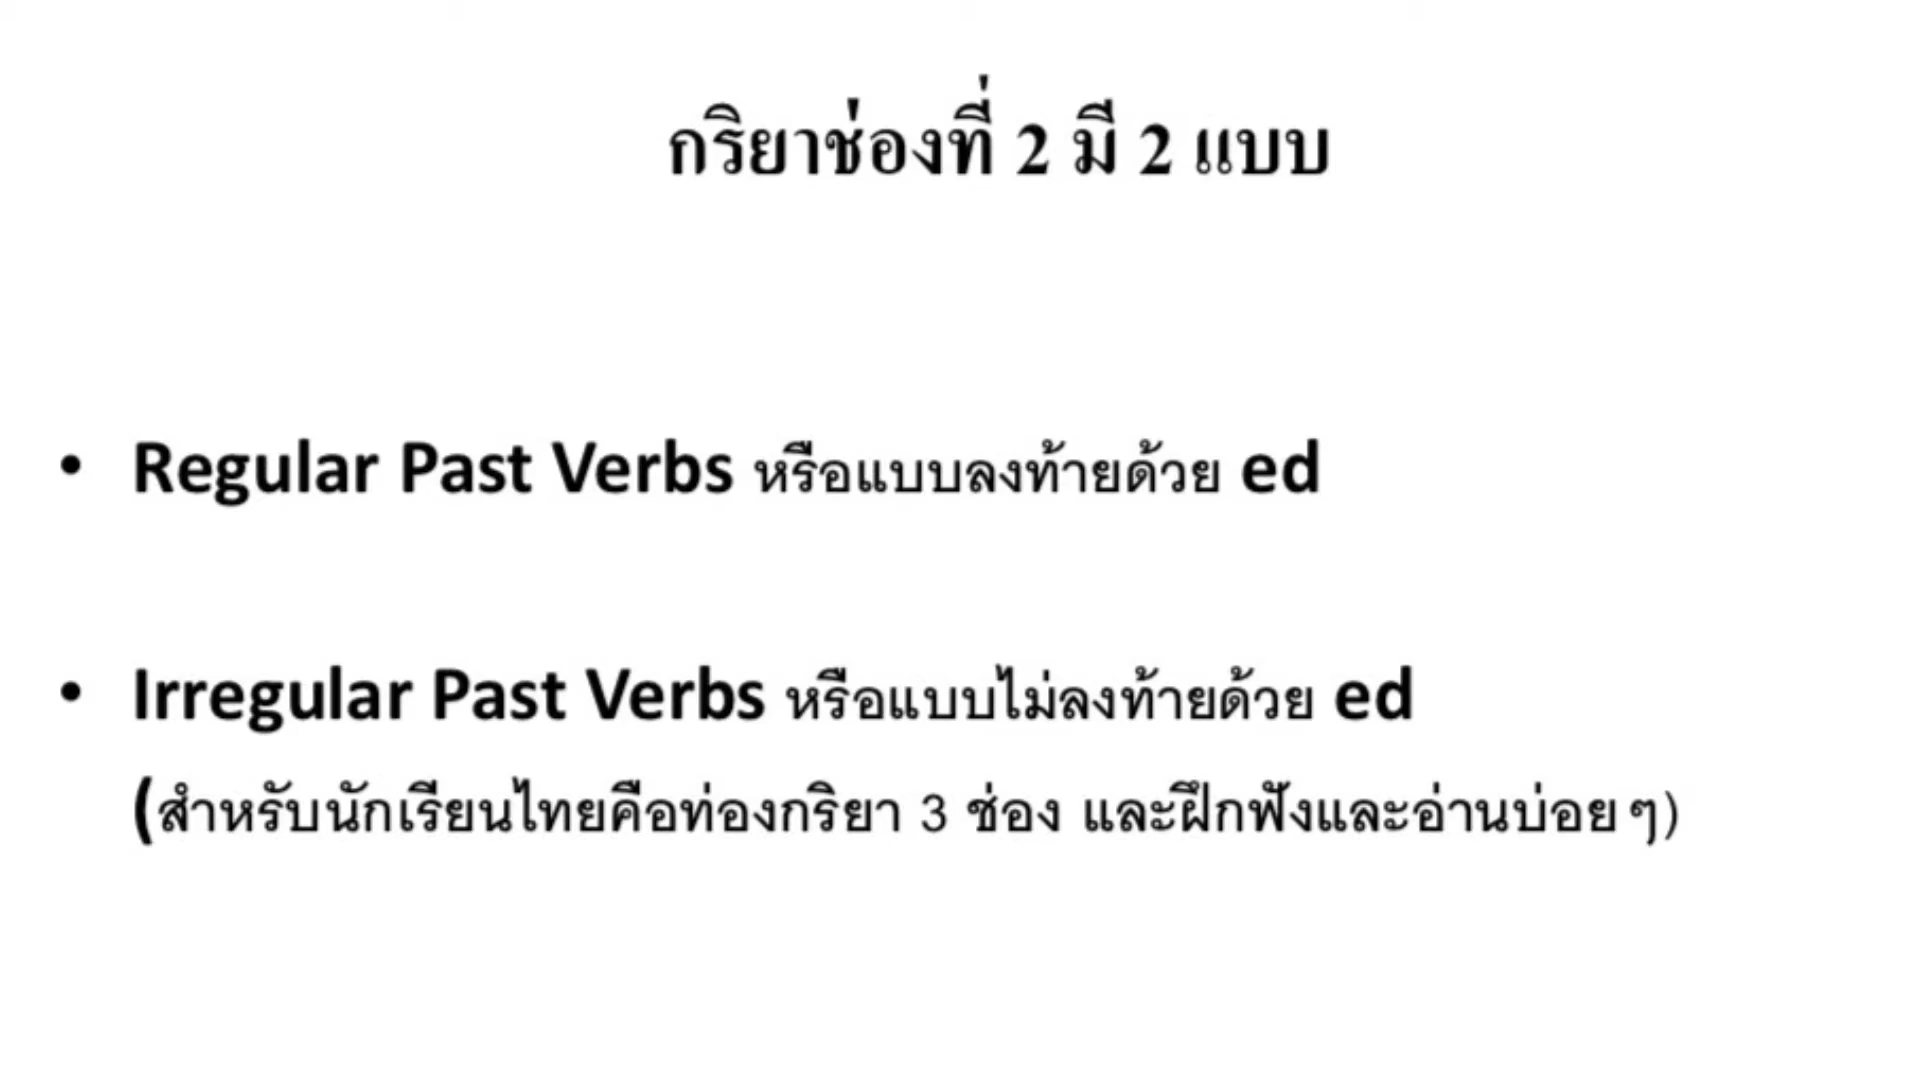 กริยาช่องที่ 2 มี 2 แบบ
• Regular Past Verbs หรือแบบลงท้ายด้วย ed
• Irregular Past Verbs หรือแบบไม่ลงท้ายด้วย ed
(สำหรับนักเรียนไทยคือท่องกริยา 3 ช่อง และฝึกฟังและอ่านบ่อยๆ)